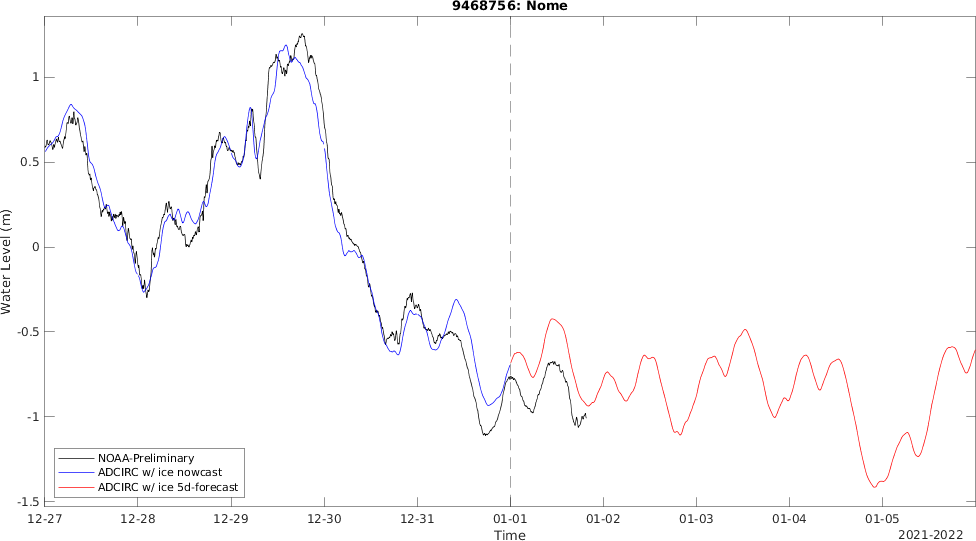 9468756: Nome
Water Level (m)
1
0.5
0
-0.5
-1
-1.5
NOAA-Preliminary
ADCIRC w/ ice nowcast
ADCIRC w/ ice 5d-forecast
12-27 12-28 12-29 12-30 12-31 01-01 01-02 01-03 01-04 01-05
Time
2021-2022